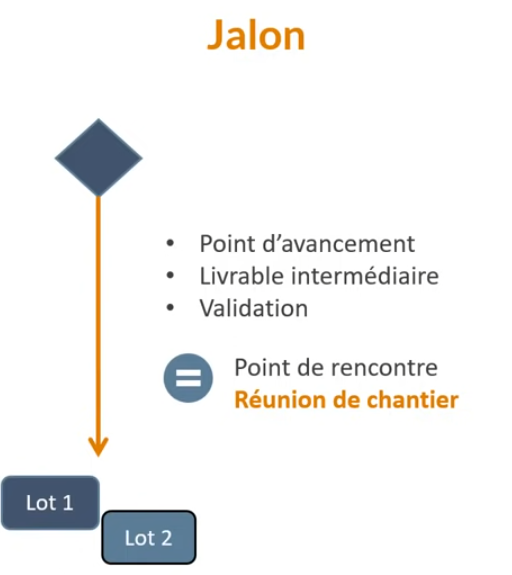 Jalon
• Point d’avancement
• Livrable intermédiaire
• Validation
= Point de rencontre
Réunion de chantier
Lot 1
Lot 2